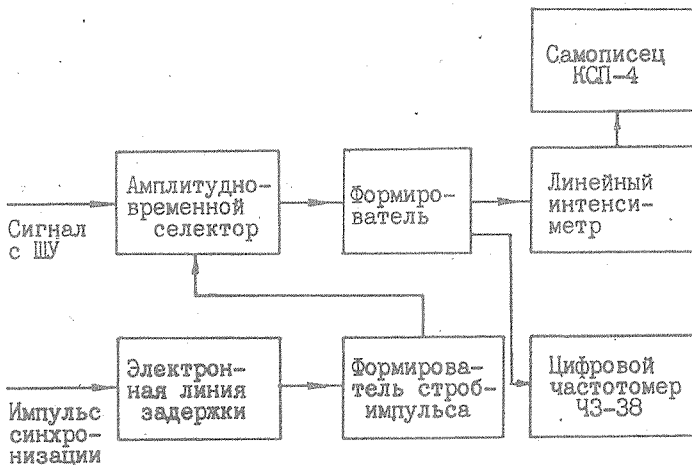 Самописец
КСП-4
Амплитудно-
временной
селектор
Формиро-
ватель
Линейный
интенси-
метр
Сигнал
с ШУ
Электрон-
ная линия
задержки
Формирова-
тель строб-
импульса
Цифровой
частотомер
ЧЗ-38
Импульс
синхро-
низации